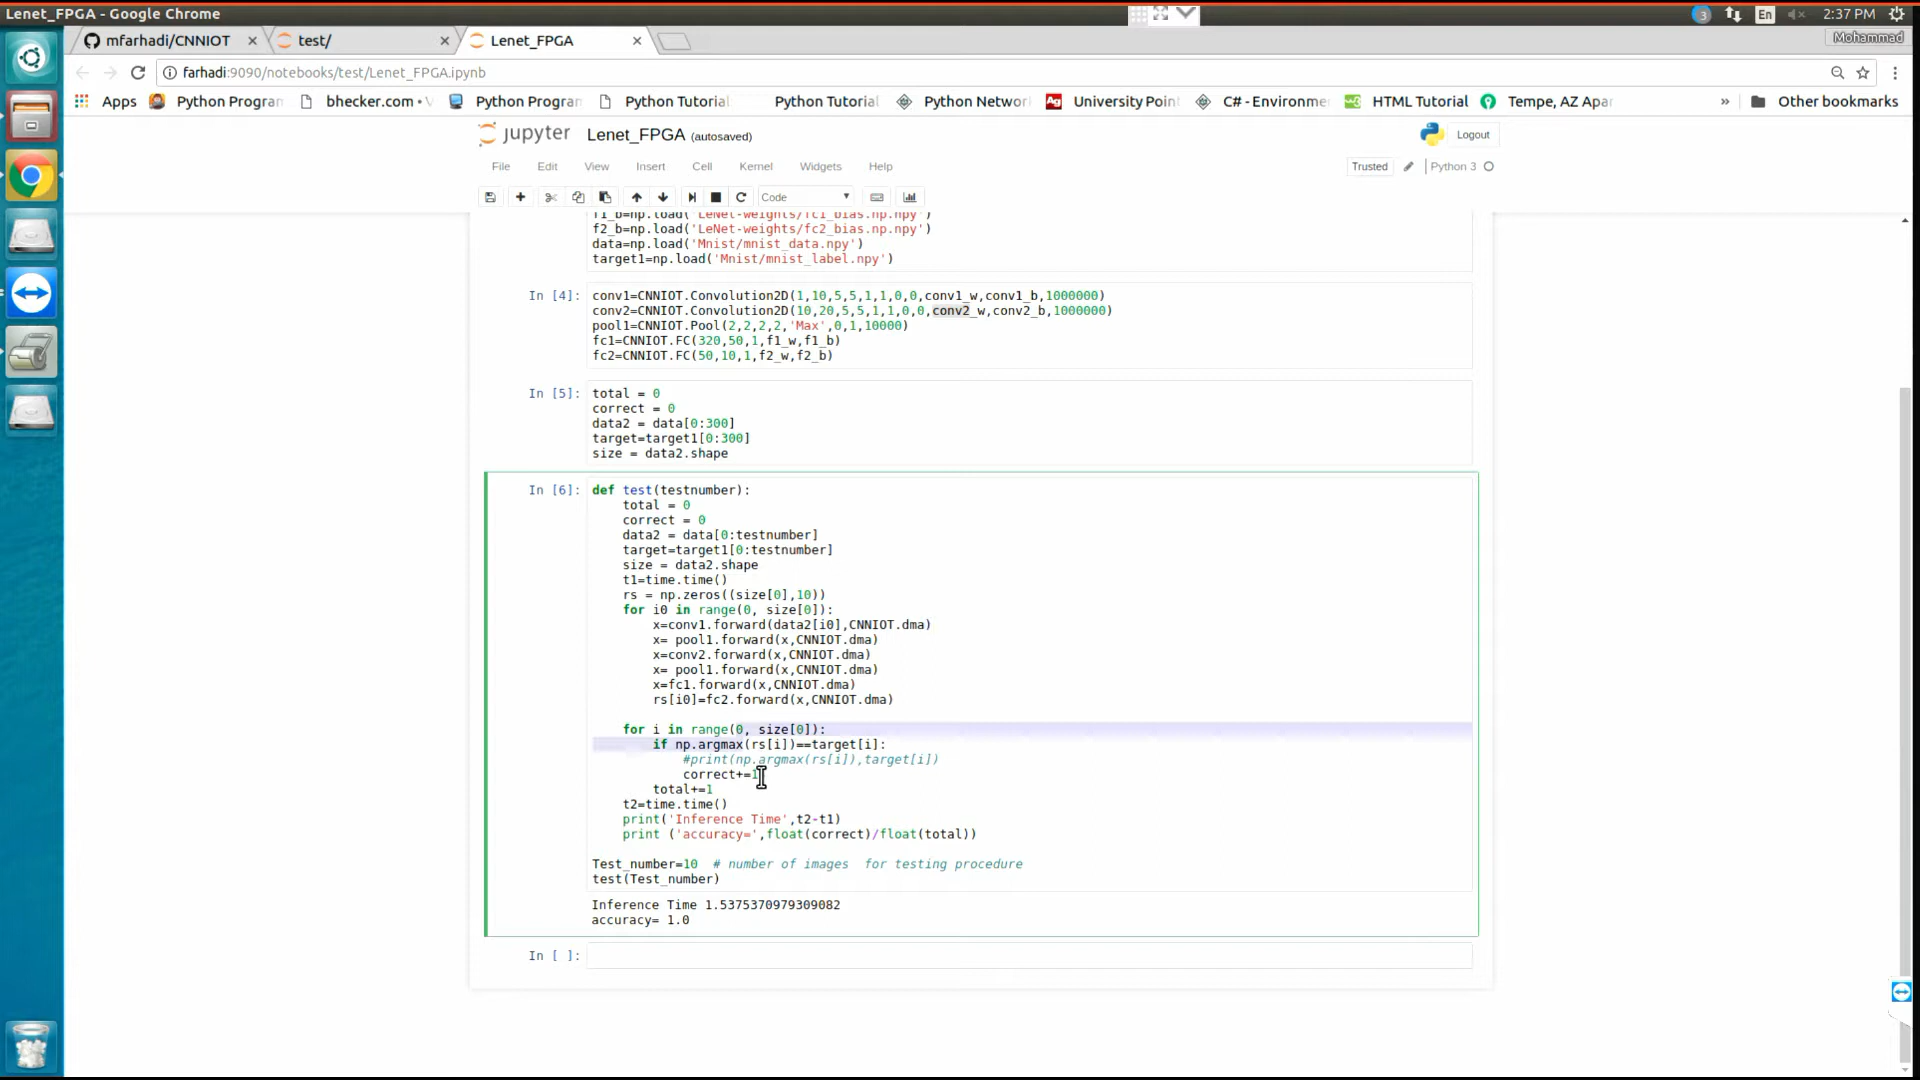 Lenet_FPGA - Google Chrome
3
En
2:37 PM
mfarhadi/CNNIOT
test/
Lenet_FPGA
Mohammad
farhadi:9090/notebooks/test/Lenet_FPGA.ipynb
Apps
Python Progra
bhecker.com •
Python Progra
Python Tutorial
Python Tutorial
Python Networ
Ag
University Poin
C# - Environme
HTML Tutorial
Tempe, AZ Apa
»
Other bookmarks
jupyter
Lenet_FPGA (autosaved)
Logout
File
Edit
View
Insert
Cell
Kernel
Widgets
Help
Trusted
Python 3
Code
f1_b=np.load('LeNet-weights/fc1_bias.np.npy')
f2_b=np.load('LeNet-weights/fc2_bias.np.npy')
data=np.load('Mnist/mnist_data.npy')
target1=np.load('Mnist/mnist_label.npy')
In [4]:
conv1=CNNIOT.Convolution2D(1,10,5,5,1,1,0,0,conv1_w,conv1_b,1000000)
conv2=CNNIOT.Convolution2D(10,20,5,5,1,1,0,0,conv2_w,conv2_b,1000000)
pool1=CNNIOT.Pool(2,2,2,2,'Max',0,1,10000)
fc1=CNNIOT.FC(320,50,1,f1_w,f1_b)
fc2=CNNIOT.FC(50,10,1,f2_w,f2_b)
In [5]:
total = 0
correct = 0
data2 = data[0:300]
target=target1[0:300]
size = data2.shape
In [6]:
def test(testnumber):
total = 0
correct = 0
data2 = data[0:testnumber]
target=target1[0:testnumber]
size = data2.shape
t1=time.time()
rs = np.zeros((size[0],10))
for i0 in range(0, size[0]):
x=conv1.forward(data2[i0],CNNIOT.dma)
x= pool1.forward(x,CNNIOT.dma)
x=conv2.forward(x,CNNIOT.dma)
x= pool1.forward(x,CNNIOT.dma)
x=fc1.forward(x,CNNIOT.dma)
rs[i0]=fc2.forward(x,CNNIOT.dma)
for i in range(0, size[0]):
if np.argmax(rs[i])==target[i]:
#print(np.argmax(rs[i]),target[i])
correct+=1
total+=1
t2=time.time()
print('Inference Time',t2-t1)
print ('accuracy=',float(correct)/float(total))
Test_number=10 # number of images for testing procedure
test(Test_number)
Inference Time 1.5375370979309082
accuracy= 1.0
In [ ]: